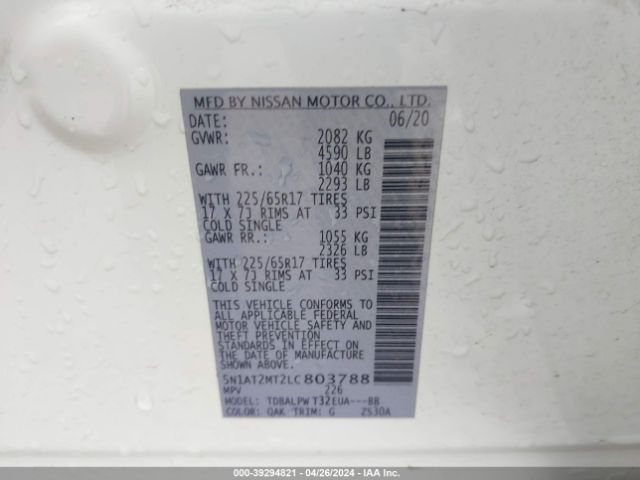 MFD BY NISSAN MOTOR CO., LTD.
DATE: 06/20
GVWR: 2082 KG
4590 LB
GAWR FR.: 1040 KG
2293 LB
WITH 225/65R17 TIRES
17 X 7J RIMS AT 33 PSI
COLD SINGLE
GAWR RR.: 1055 KG
2326 LB
WITH 225/65R17 TIRES
17 X 7J RIMS AT 33 PSI
COLD SINGLE
THIS VEHICLE CONFORMS TO
ALL APPLICABLE FEDERAL
MOTOR VEHICLE SAFETY AND
THEFT PREVENTION
STANDARDS IN EFFECT ON THE
DATE OF MANUFACTURE
SHOWN ABOVE.
5N1AT2MT2LC803788
MPV 226
MODEL: TDBALPW T32EUA---BB
COLOR: QAK TRIM: G Z530A
000-39294821 - 04/26/2024 - IAA Inc.